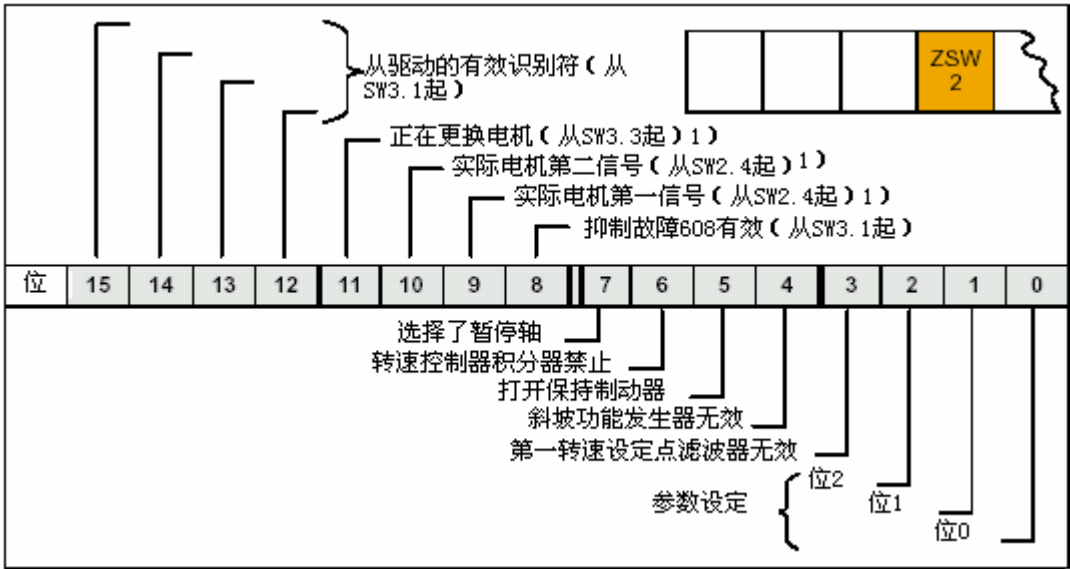 从驱动的有效识别符(从
SW3.1起)
ZSW
2
正在更换电机(从SW3.3起)1)
实际电机第二信号(从SW2.4起)1)
实际电机第一信号(从SW2.4起)1)
抑制故障608有效(从SW3.1起)
位 15 14 13 12 11 10 9 8 7 6 5 4 3 2 1 0
选择了暂停轴
转速控制器积分器禁止
打开保持制动器
斜坡功能发生器无效
第一转速设定点滤波器无效
参数设定
位2
位1
位0